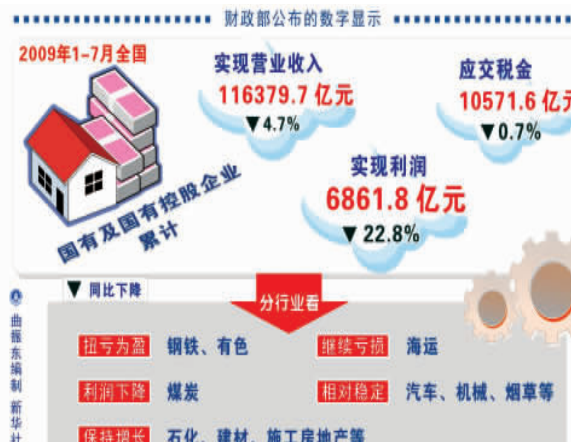 财政部公布的数字显示
2009年1-7月全国
国有及国有控股企业
累计
实现营业收入
116379.7 亿元
▼4.7%
应交税金
10571.6 亿元
▼0.7%
实现利润
6861.8 亿元
▼22.8%
▼ 同比下降
分行业看
扭亏为盈 钢铁、有色
继续亏损 海运
利润下降 煤炭
相对稳定 汽车、机械、烟草等
保持增长 石化、建材、施工房地产等
曲振东编制 新华社